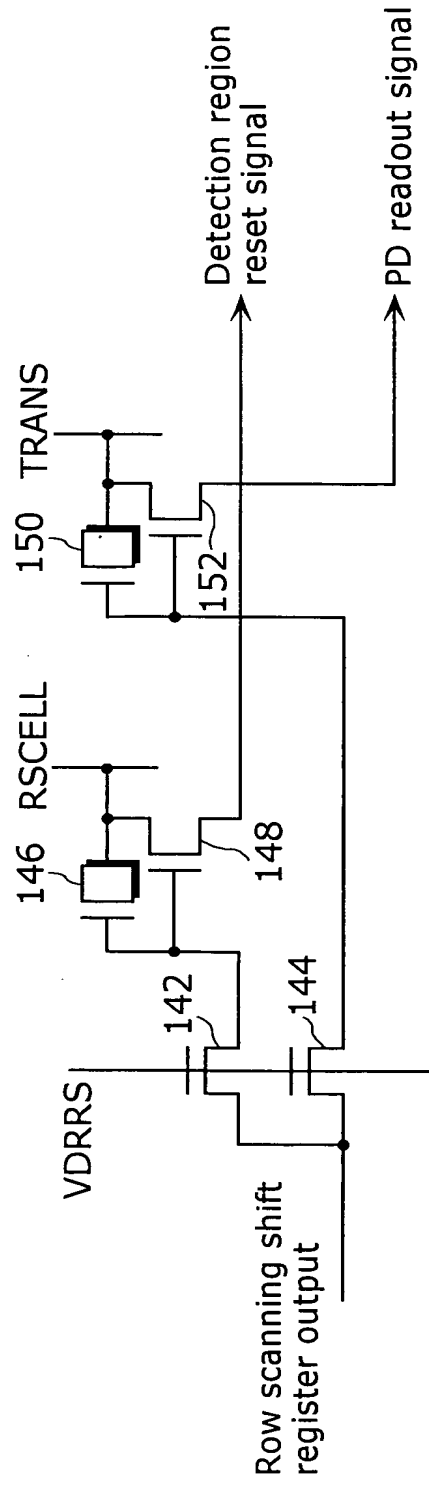 VDRRS
Row scanning shift
register output
142
144
146
RSCELL
148
150
TRANS
152
Detection region
reset signal
PD readout signal